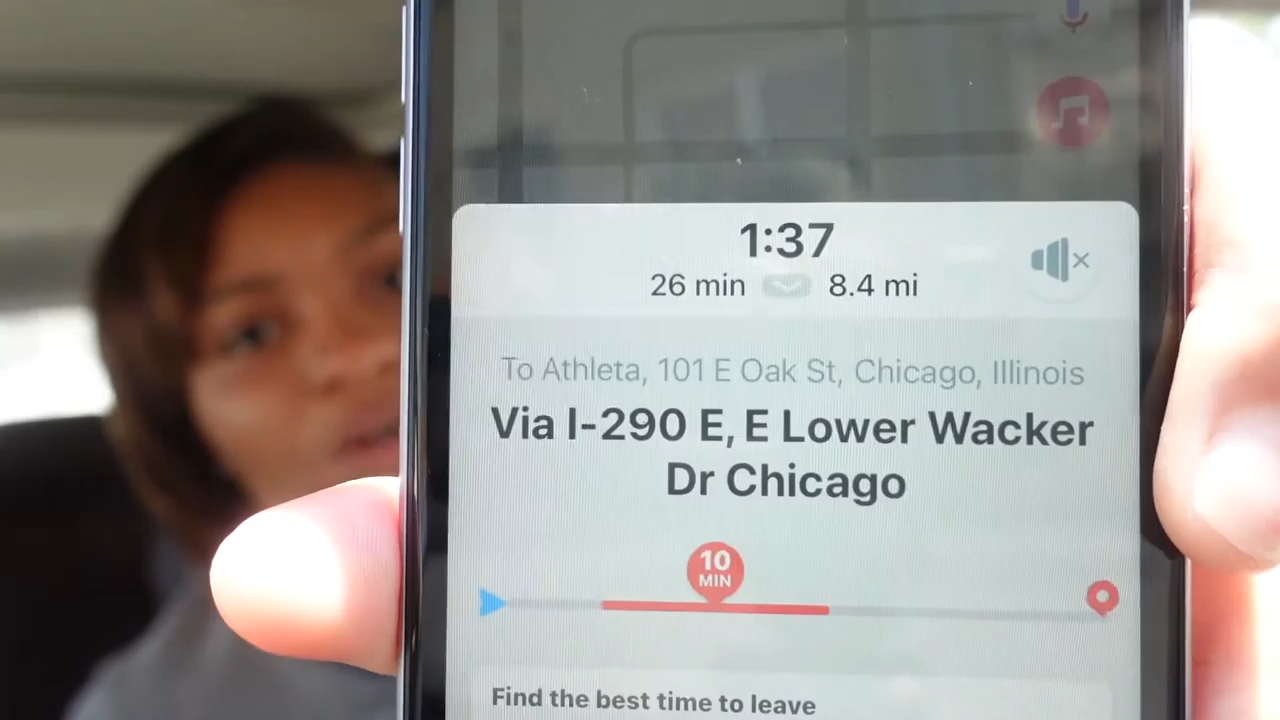 1:37
26 min 8.4 mi
To Athleta, 101 E Oak St, Chicago, Illinois
Via I-290 E, E Lower Wacker
Dr Chicago
10
MIN
Find the best time to leave